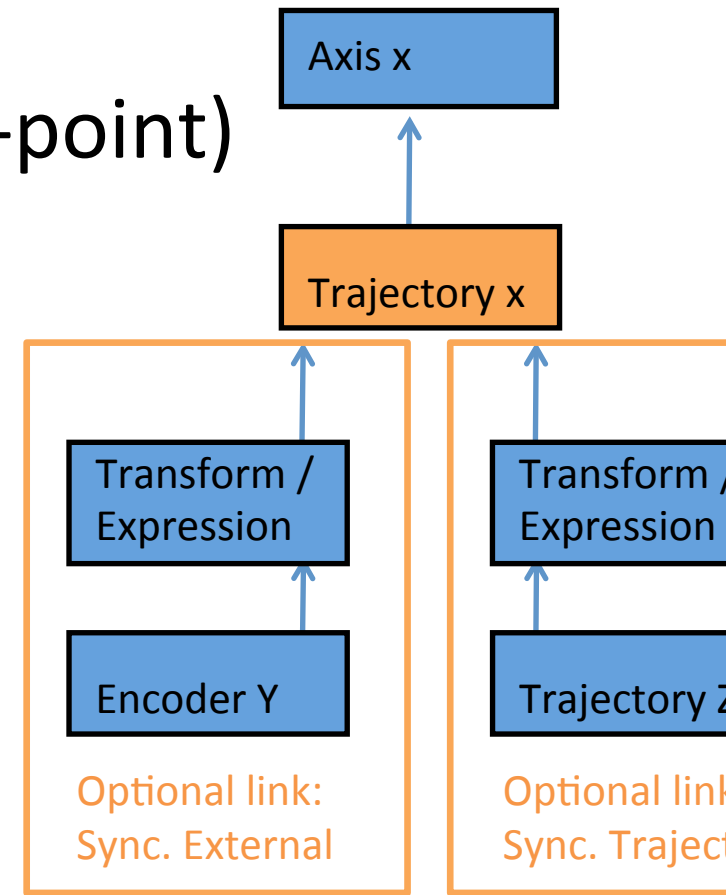 Axis x
-point)
Trajectory x
Transform /
Expression
Transform /
Expression
Encoder Y
Trajectory Z
Optional link:
Sync. External
Optional link
Sync. Traject